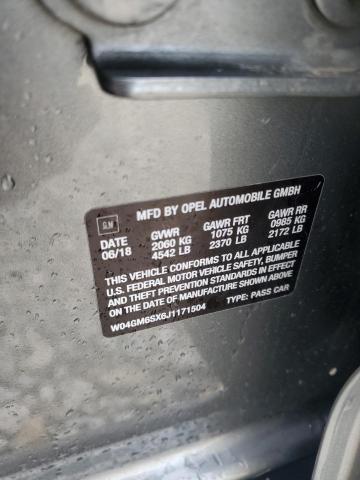 GM
MFD BY OPEL AUTOMOBILE GMBH
DATE GVWR GAWR FRT GAWR RR
06/18 2060 KG 1075 KG 0985 KG
4542 LB 2370 LB 2172 LB
THIS VEHICLE CONFORMS TO ALL APPLICABLE
U.S. FEDERAL MOTOR VEHICLE SAFETY, BUMPER
AND THEFT PREVENTION STANDARDS IN EFFECT
ON THE DATE OF MANUFACTURE SHOWN ABOVE
W04GM6SX6J1171504 TYPE: PASS CAR